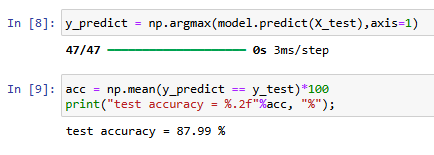 In [8]: y_predict = np.argmax(model.predict(X_test),axis=1)
47/47 ━━━━━━━━━━━━━━━━━━━━ 0s 3ms/step
In [9]: acc = np.mean(y_predict == y_test)*100
print("test accuracy = %.2f"%acc, "%");
test accuracy = 87.99 %